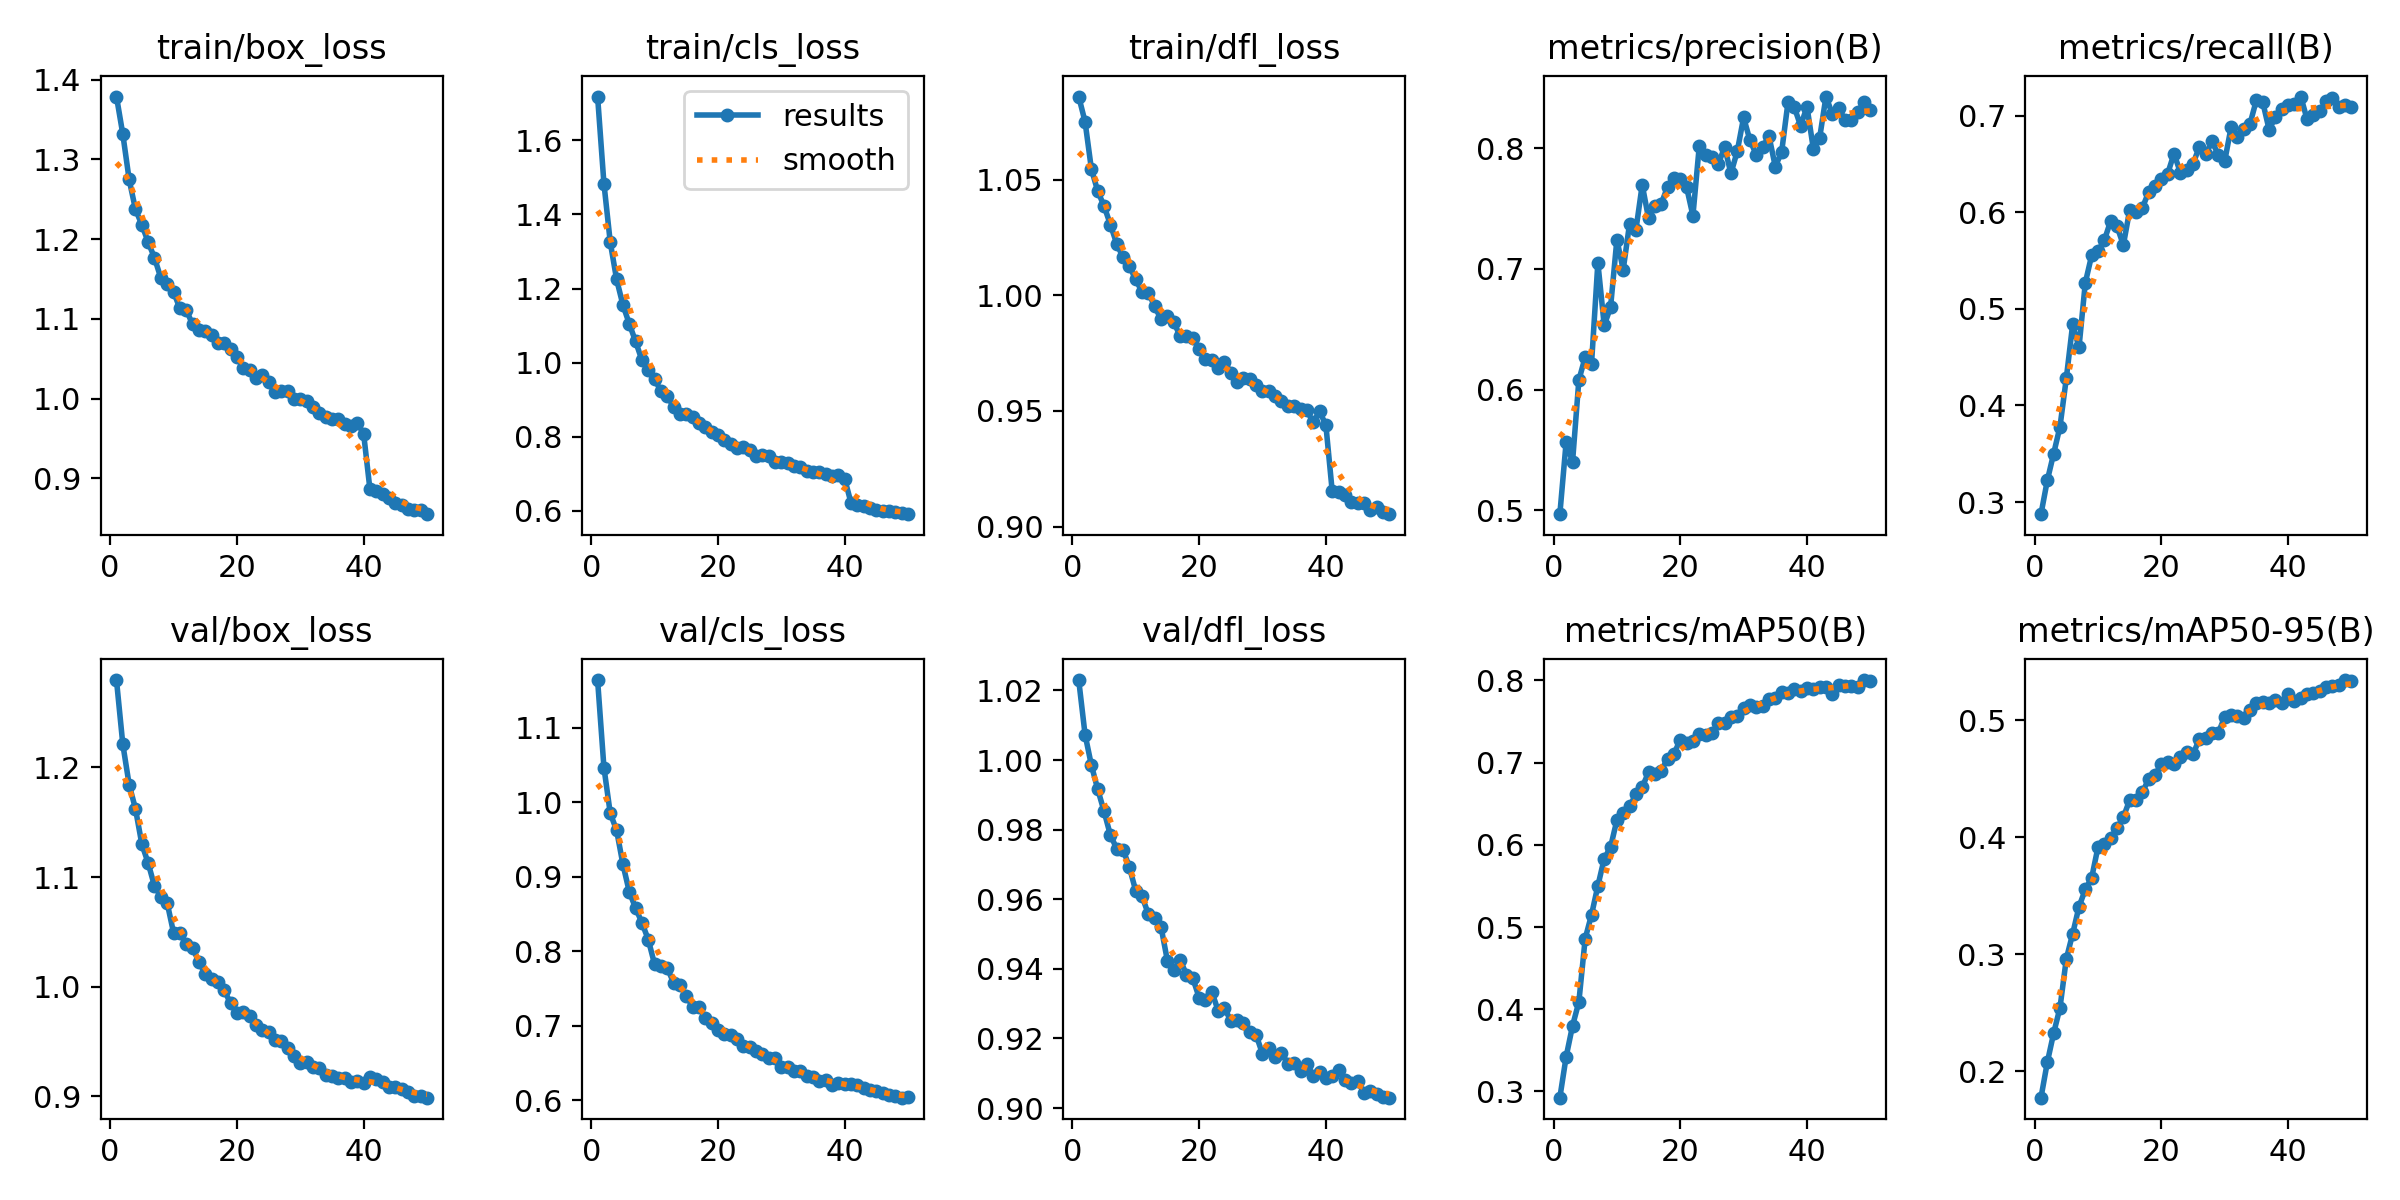 train/box_loss
train/cls_loss
train/dfl_loss
metrics/precision(B)
metrics/recall(B)
1.4
1.3
1.2
1.1
1.0
0.9
0 20 40
results
smooth
1.6
1.4
1.2
1.0
0.8
0.6
0 20 40
1.05
1.00
0.95
0.90
0 20 40
0.8
0.7
0.6
0.5
0 20 40
0.7
0.6
0.5
0.4
0.3
0 20 40
val/box_loss
val/cls_loss
val/dfl_loss
metrics/mAP50(B)
metrics/mAP50-95(B)
1.2
1.1
1.0
0.9
0 20 40
1.1
1.0
0.9
0.8
0.7
0.6
0 20 40
1.02
1.00
0.98
0.96
0.94
0.92
0.90
0 20 40
0.8
0.7
0.6
0.5
0.4
0.3
0 20 40
0.5
0.4
0.3
0.2
0 20 40